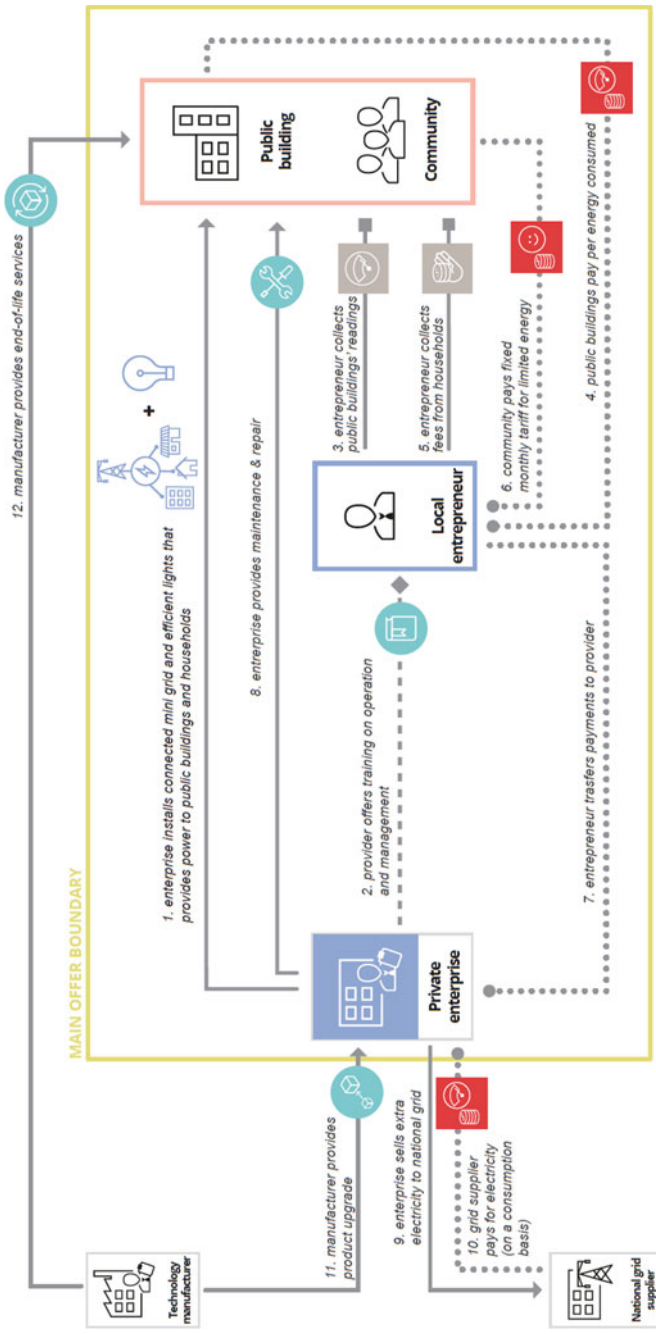 12. manufacturer provides end-of-life services
MAIN OFFER BOUNDARY
1. enterprise installs connected mini grid and efficient lights that
provides power to public buildings and households
+
8. entreprise provides maintenance & repair
Technology
manufacturer
11. manufacturer provides
product upgrade
Private
enterprise
2. provider offers training on operation
and management
Local
entrepreneur
3. entrepreneur collects
public buildings' readings
5. entrepreneur collects
fees from households
Public
building
Community
9. enterprise sells extra
electricity to national grid
10. grid supplier
pays for electricity
(on a consumption
basis)
National grid
supplier
6. community pays fixed
monthly tariff for limited energy
7. entrepreneur trasfers payments to provider
4. public buildings pay per energy consumed